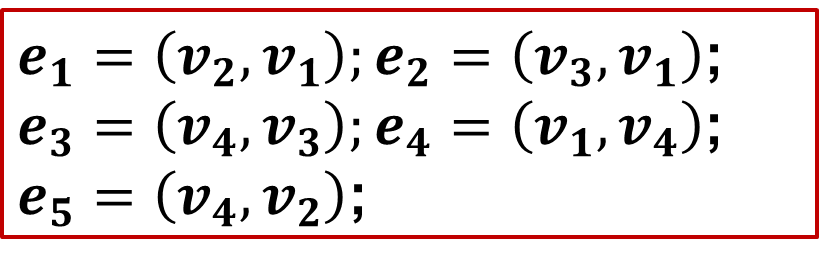 e₁ = (v₂, v₁); e₂ = (v₃, v₁);
e₃ = (v₄, v₃); e₄ = (v₁, v₄);
e₅ = (v₄, v₂);